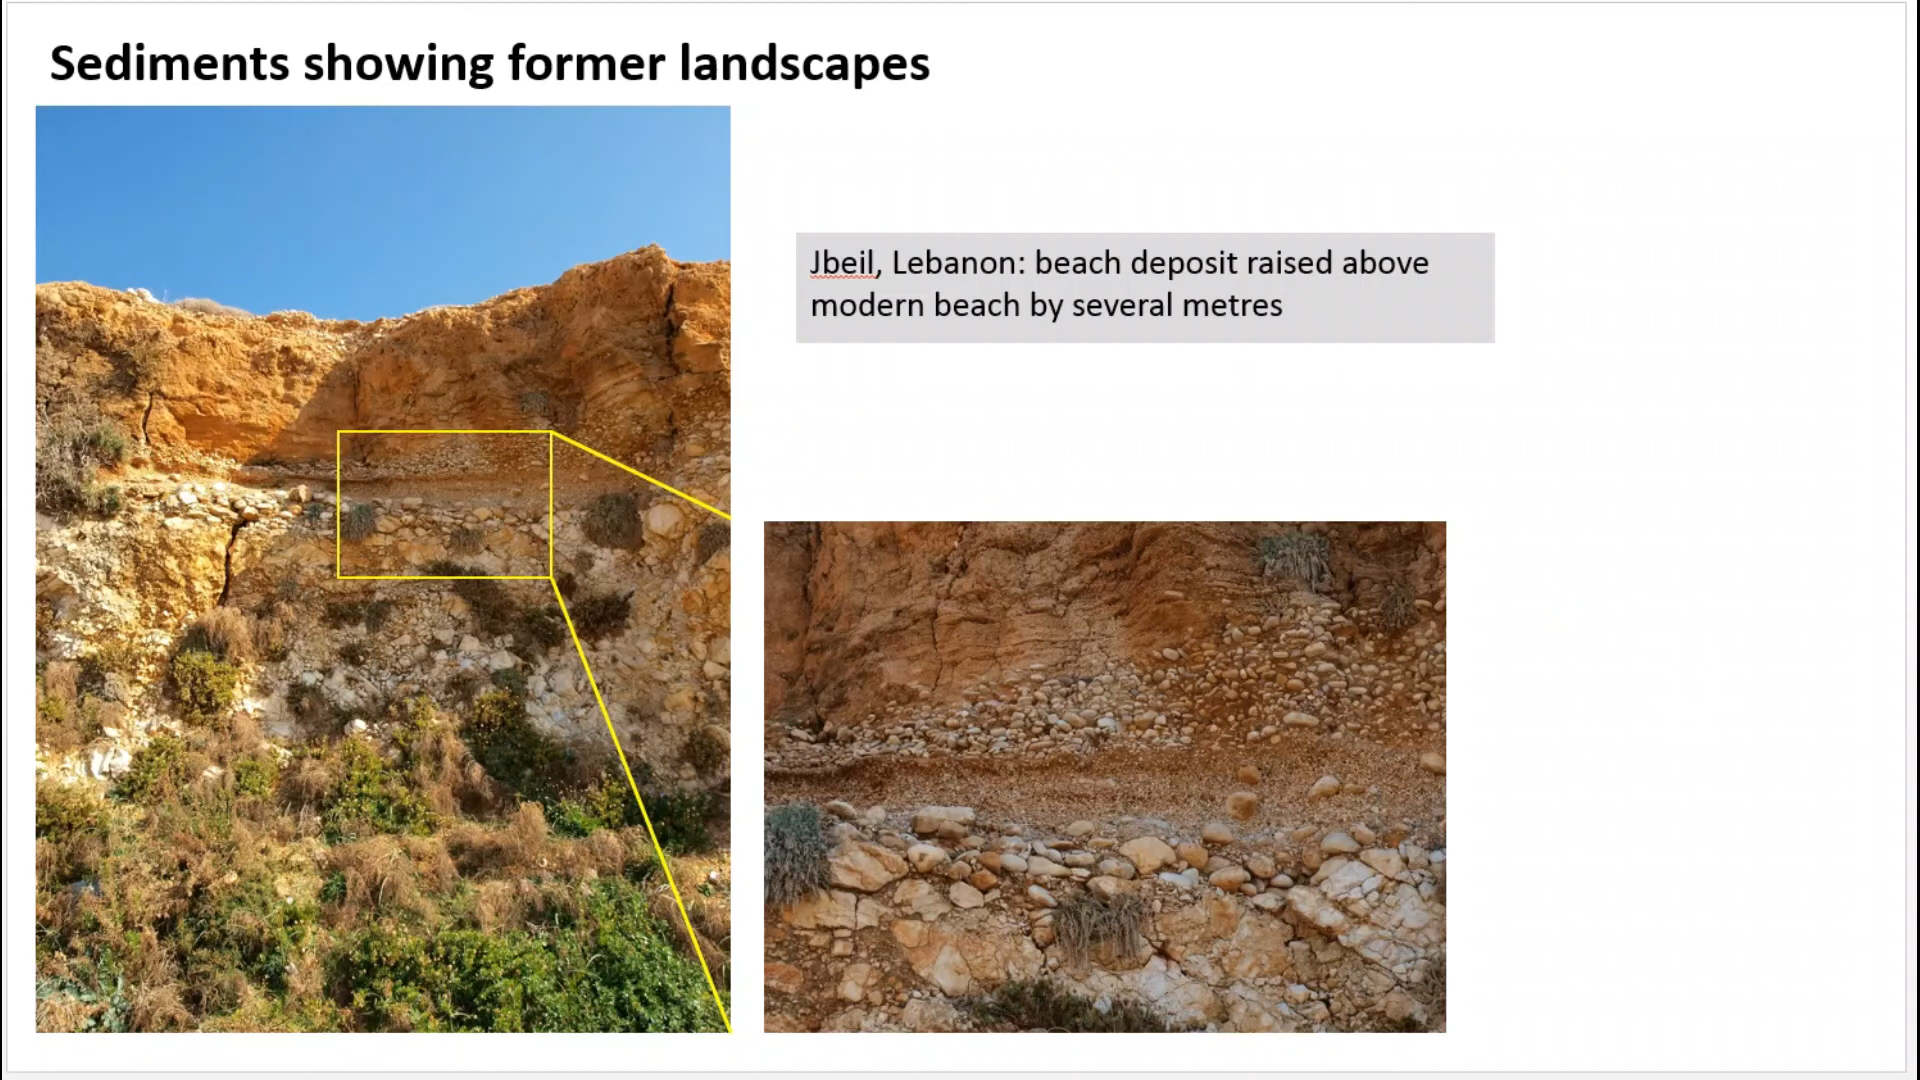 Sediments showing former landscapes
Jbeil, Lebanon: beach deposit raised above
modern beach by several metres